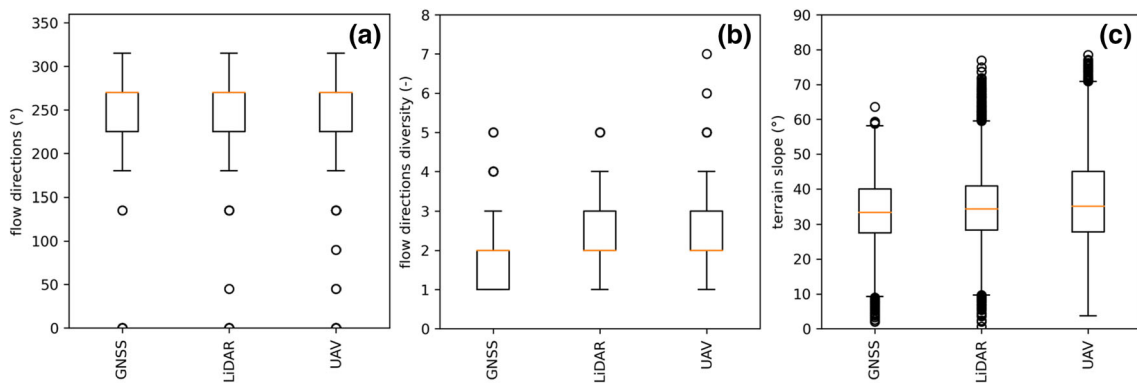 (a)
flow directions (°)
350
300
250
200
150
100
50
0
GNSS
LiDAR
UAV
(b)
flow directions diversity (-)
8
7
6
5
4
3
2
1
0
GNSS
LiDAR
UAV
(c)
terrain slope (°)
90
80
70
60
50
40
30
20
10
0
GNSS
LiDAR
UAV